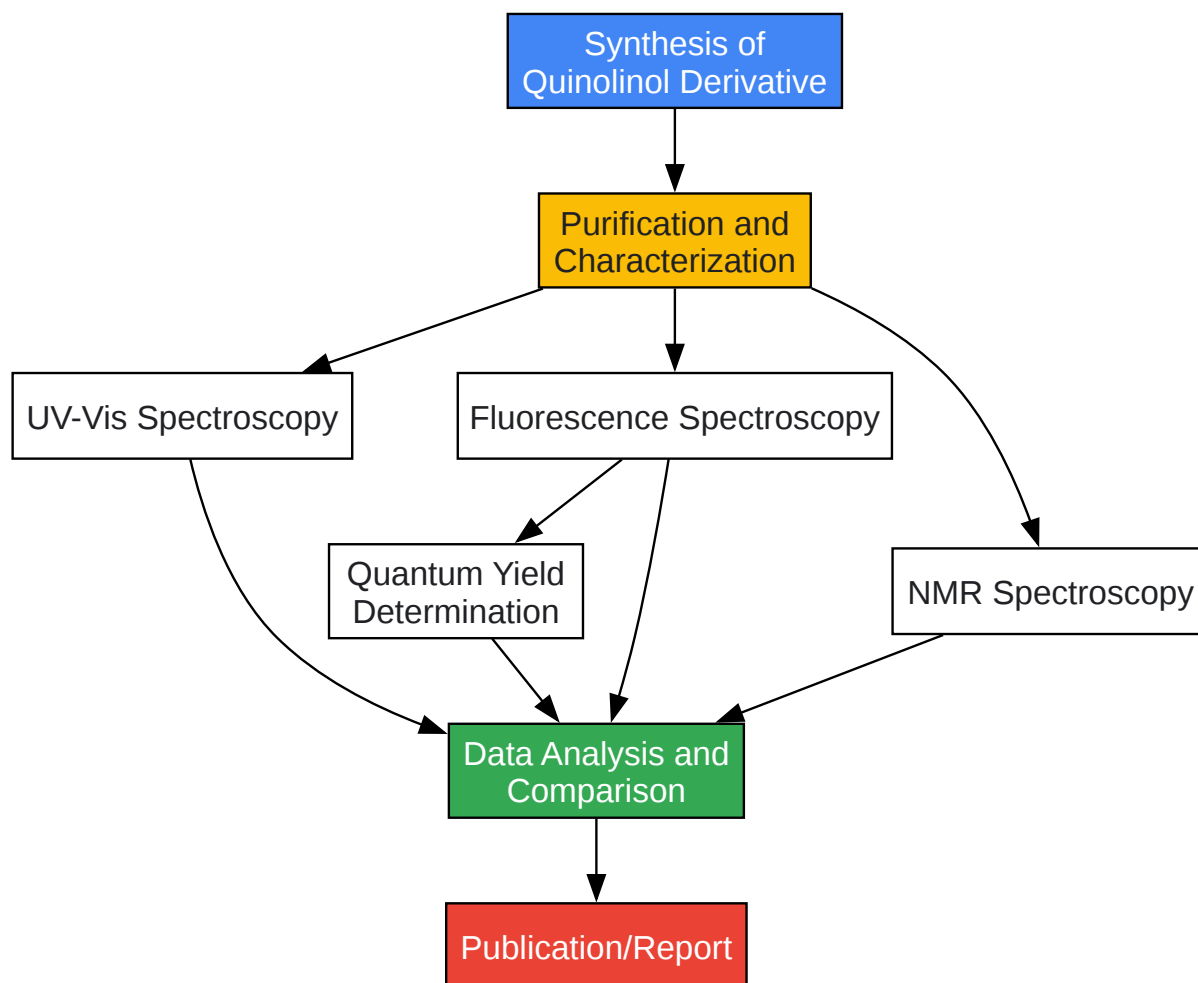 Synthesis of
Quinolinol Derivative
Purification and
Characterization
UV-Vis Spectroscopy
Fluorescence Spectroscopy
Quantum Yield
Determination
NMR Spectroscopy
Data Analysis and
Comparison
Publication/Report